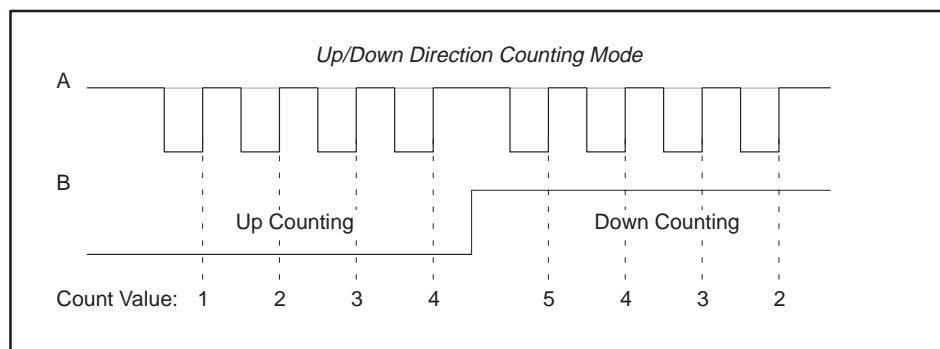 Up/Down Direction Counting Mode
A
B
Up Counting Down Counting
Count Value: 1 2 3 4 5 4 3 2